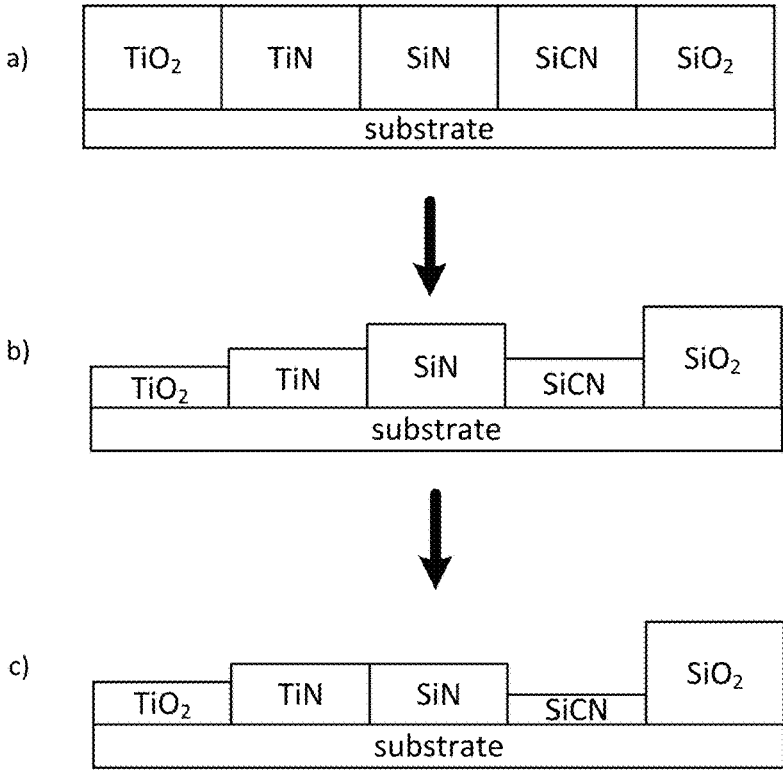 a) TiO₂ TiN SiN SiCN SiO₂
substrate
b) TiO₂ TiN SiN SiCN SiO₂
substrate
c) TiO₂ TiN SiN SiCN SiO₂
substrate